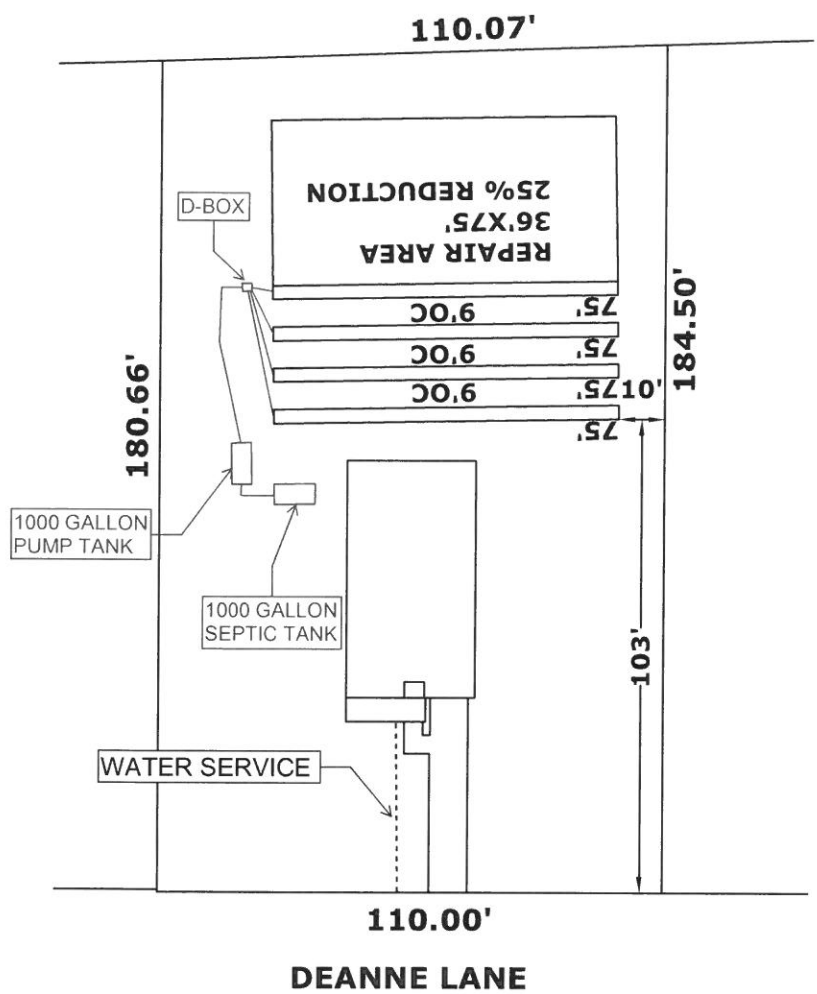 110.07'
REPAIR AREA
36'X75'
25% REDUCTION
D-BOX
75'
9'OC
75'
9'OC
75'
9'OC
75'
10'
180.66'
184.50'
1000 GALLON
PUMP TANK
1000 GALLON
SEPTIC TANK
103'
WATER SERVICE
110.00'
DEANNE LANE